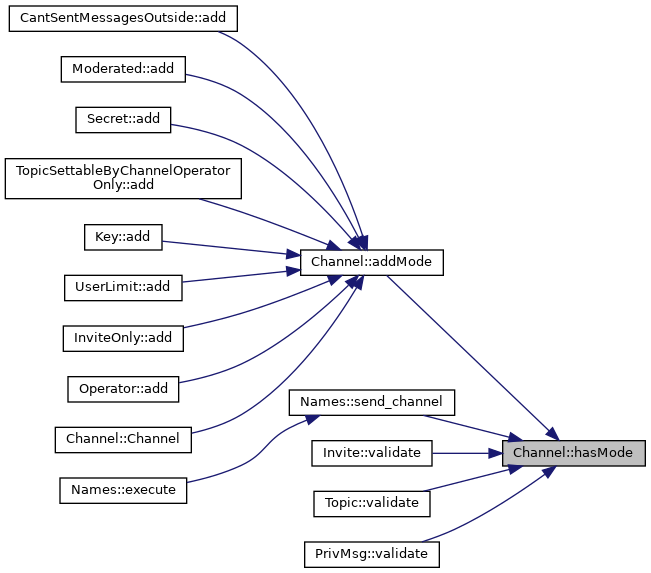 CantSentMessagesOutside::add
Moderated::add
Secret::add
TopicSettableByChannelOperator
Only::add
Key::add
Channel::addMode
UserLimit::add
InviteOnly::add
Operator::add
Names::send_channel
Channel::Channel
Invite::validate
Channel::hasMode
Names::execute
Topic::validate
PrivMsg::validate